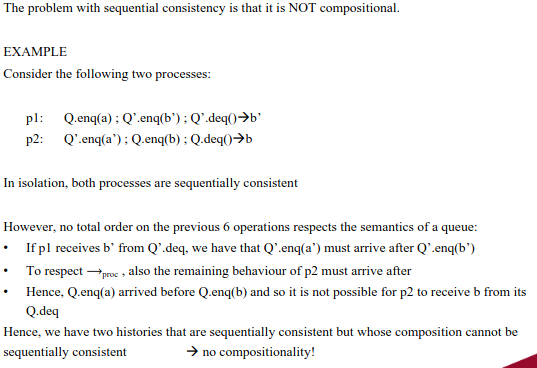 The problem with sequential consistency is that it is NOT compositional.
EXAMPLE
Consider the following two processes:
p1: Q.enq(a) ; Q’.enq(b’) ; Q’.deq()→b’
p2: Q’.enq(a’) ; Q.enq(b) ; Q.deq()→b
In isolation, both processes are sequentially consistent
However, no total order on the previous 6 operations respects the semantics of a queue:
• If p1 receives b’ from Q’.deq, we have that Q’.enq(a’) must arrive after Q’.enq(b’)
• To respect →proc , also the remaining behaviour of p2 must arrive after
• Hence, Q.enq(a) arrived before Q.enq(b) and so it is not possible for p2 to receive b from its
Q.deq
Hence, we have two histories that are sequentially consistent but whose composition cannot be
sequentially consistent → no compositionality!